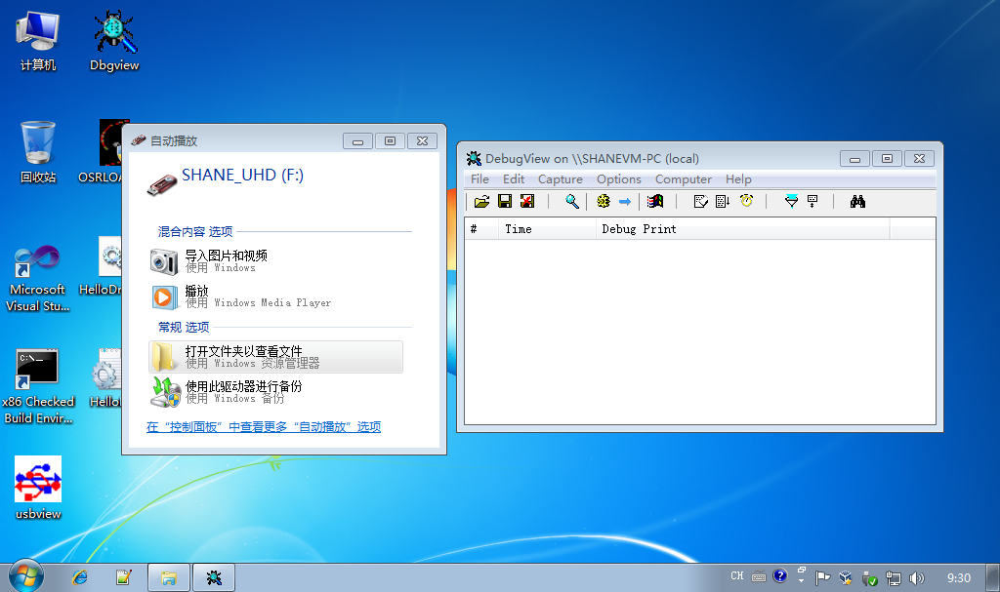 计算机
Dbgview
回收站
OSRLOA
Microsoft
Visual Stu...
HelloDr
x86 Checked
Build Envir...
Hello
usbview
自动播放
SHANE_UHD (F:)
混合内容 选项
导入图片和视频
使用 Windows
播放
使用 Windows Media Player
常规 选项
打开文件夹以查看文件
使用 Windows 资源管理器
使用此驱动器进行备份
使用 Windows 备份
在“控制面板”中查看更多“自动播放”选项
DebugView on \\SHANEVM-PC (local)
File Edit Capture Options Computer Help
# Time Debug Print
CH
9:30